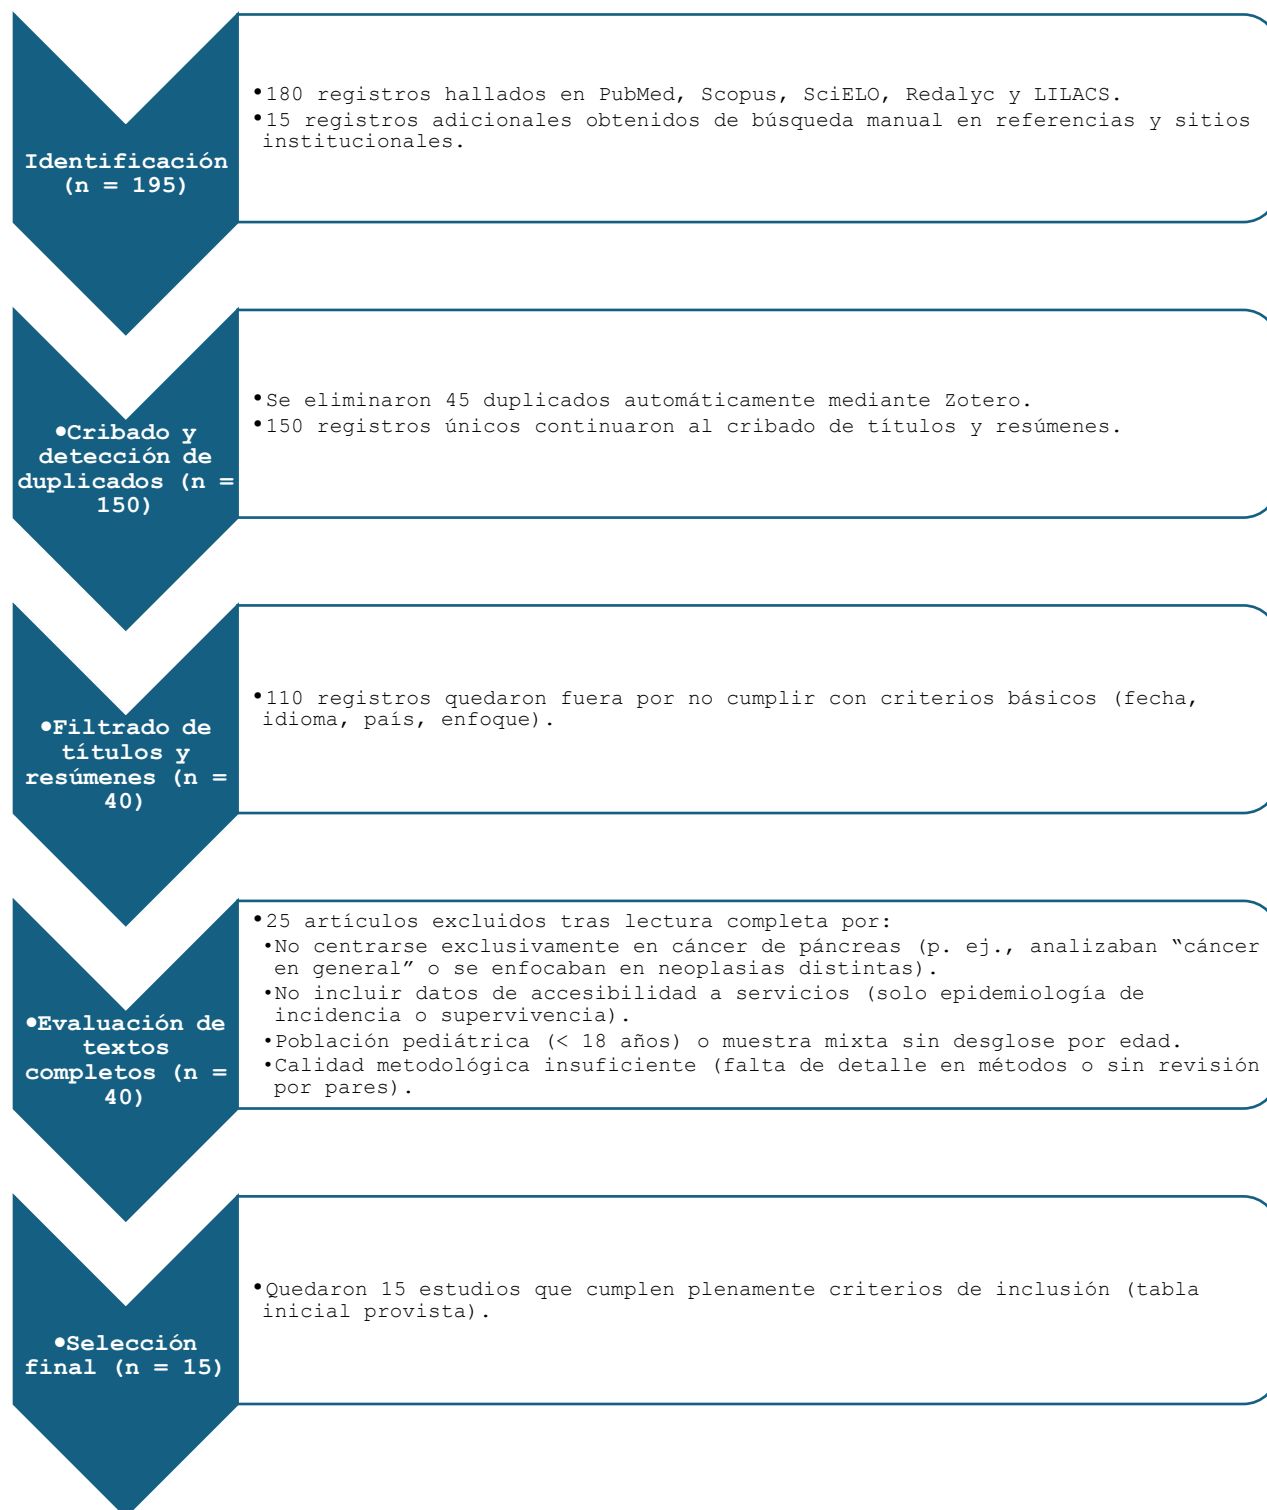 Identificación
(n = 195)
•180 registros hallados en PubMed, Scopus, SciELO, Redalyc y LILACS.
•15 registros adicionales obtenidos de búsqueda manual en referencias y sitios
institucionales.
•Cribado y
detección de
duplicados (n =
150)
•Se eliminaron 45 duplicados automáticamente mediante Zotero.
•150 registros únicos continuaron al cribado de títulos y resúmenes.
•Filtrado de
títulos y
resúmenes (n =
40)
•110 registros quedaron fuera por no cumplir con criterios básicos (fecha,
idioma, país, enfoque).
•Evaluación de
textos
completos (n =
40)
•25 artículos excluidos tras lectura completa por:
•No centrarse exclusivamente en cáncer de páncreas (p. ej., analizaban “cáncer
en general” o se enfocaban en neoplasias distintas).
•No incluir datos de accesibilidad a servicios (solo epidemiología de
incidencia o supervivencia).
•Población pediátrica (< 18 años) o muestra mixta sin desglose por edad.
•Calidad metodológica insuficiente (falta de detalle en métodos o sin revisión
por pares).
•Selección
final (n = 15)
•Quedaron 15 estudios que cumplen plenamente criterios de inclusión (tabla
inicial provista).